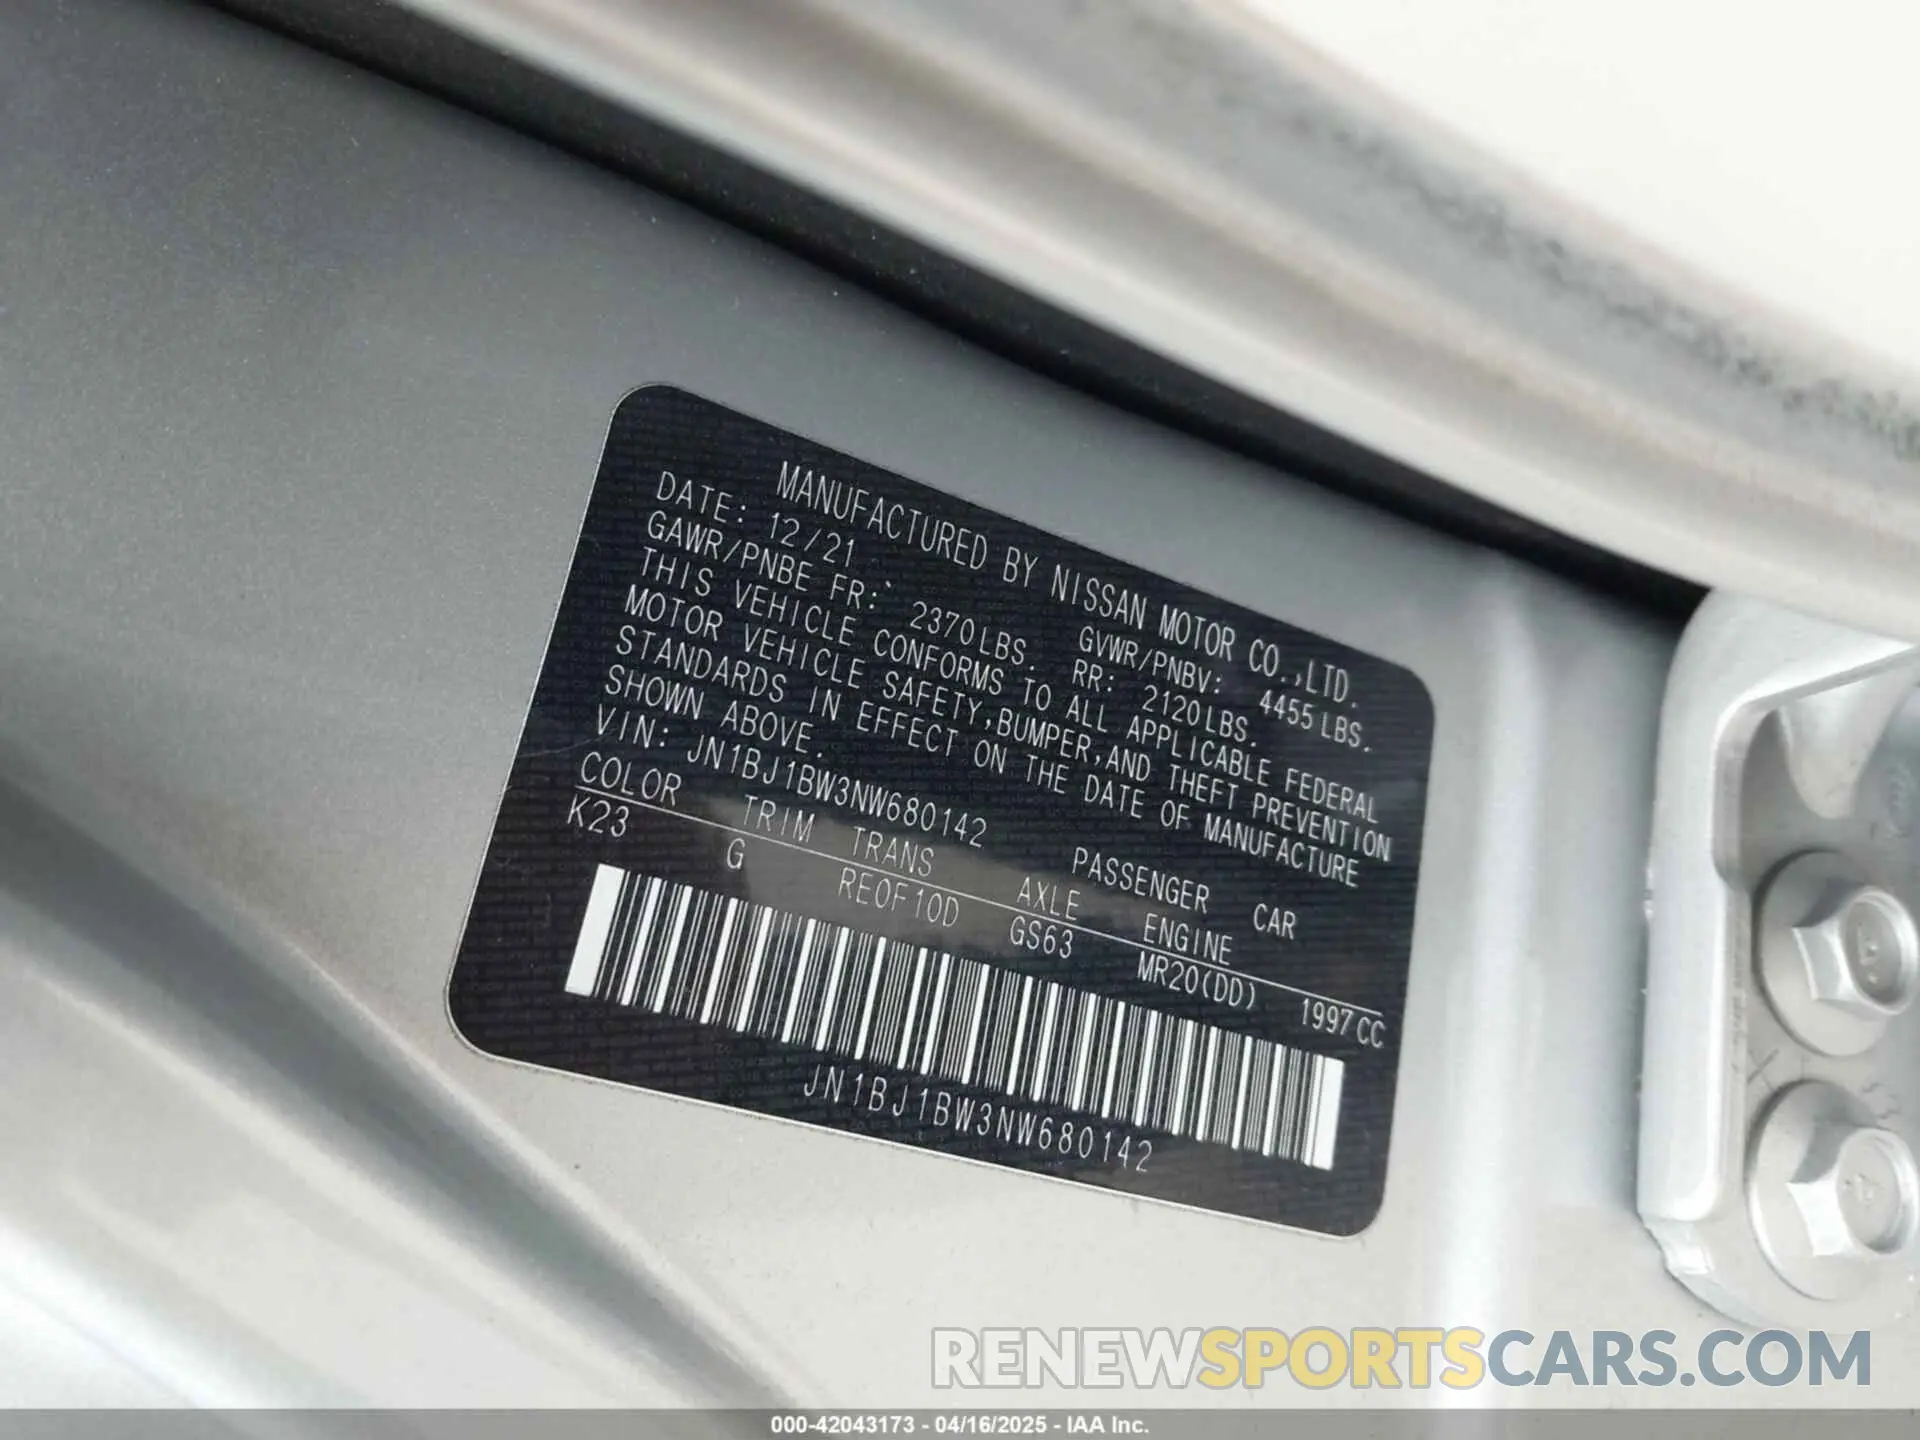 MANUFACTURED BY NISSAN MOTOR CO.,LTD.
DATE: 12/21 GVWR/PNBV: 4455LBS.
GAWR/PNBE FR: 2370LBS. RR: 2120LBS.
THIS VEHICLE CONFORMS TO ALL APPLICABLE FEDERAL
MOTOR VEHICLE SAFETY,BUMPER,AND THEFT PREVENTION
STANDARDS IN EFFECT ON THE DATE OF MANUFACTURE
SHOWN ABOVE.
VIN: JN1BJ1BW3NW680142 PASSENGER CAR
COLOR TRIM TRANS AXLE ENGINE
K23 G RE0F10D GS63 MR20(DD) 1997CC
JN1BJ1BW3NW680142
RENEWSPORTSCARS.COM
000-42043173 - 04/16/2025 - IAA Inc.